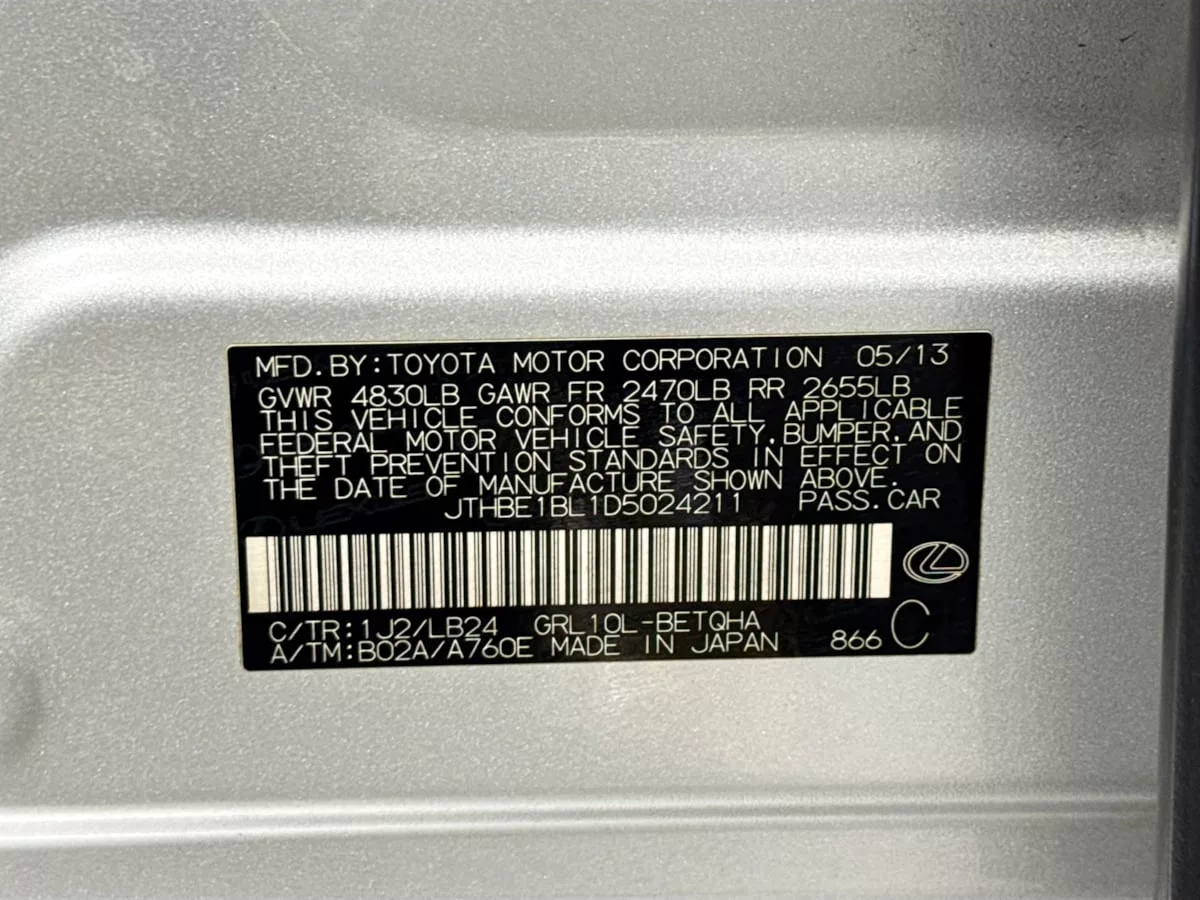 MFD.BY:TOYOTA MOTOR CORPORATION 05/13
GVWR 4830LB GAWR FR 2470LB RR 2655LB
THIS VEHICLE CONFORMS TO ALL APPLICABLE
FEDERAL MOTOR VEHICLE SAFETY,BUMPER,AND
THEFT PREVENTION STANDARDS IN EFFECT ON
THE DATE OF MANUFACTURE SHOWN ABOVE.
JTHBE1BL1D5024211 PASS.CAR
C/TR:1J2/LB24 GRL10L-BETQHA
A/TM:B02A/A760E MADE IN JAPAN 866 C